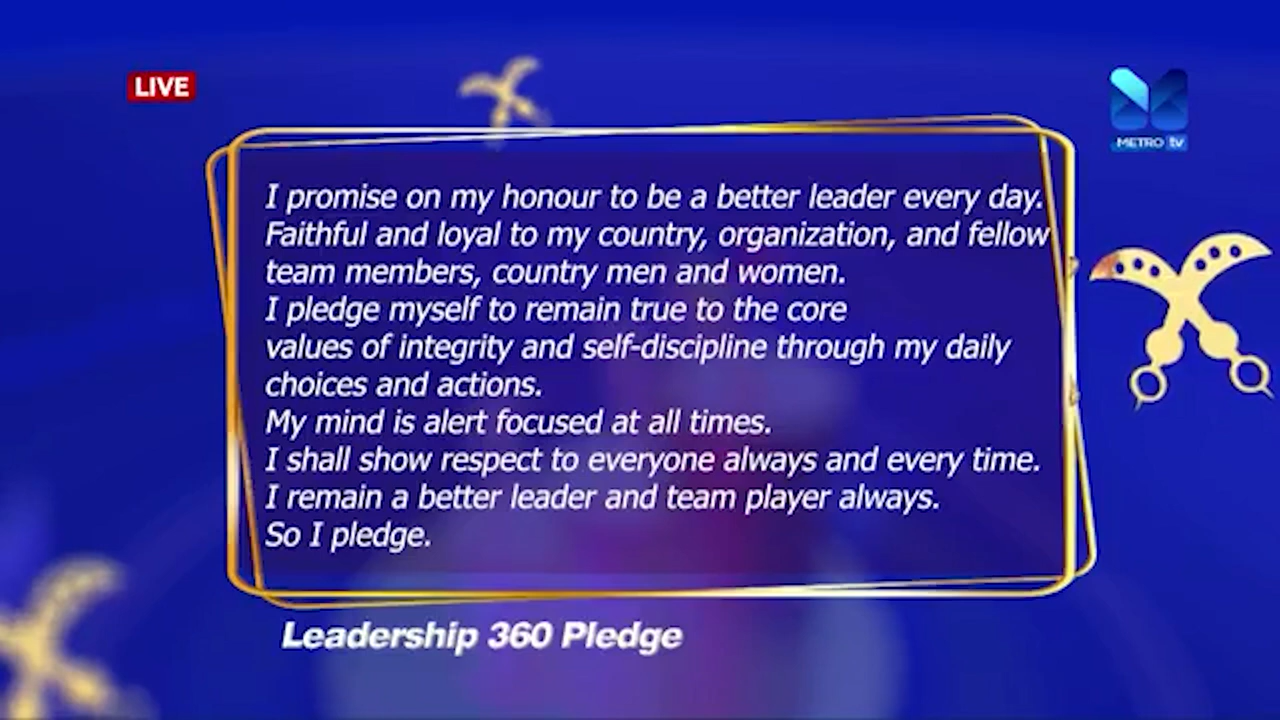 LIVE
METRO tv
I promise on my honour to be a better leader every day.
Faithful and loyal to my country, organization, and fellow
team members, country men and women.
I pledge myself to remain true to the core
values of integrity and self-discipline through my daily
choices and actions.
My mind is alert focused at all times.
I shall show respect to everyone always and every time.
I remain a better leader and team player always.
So I pledge.
Leadership 360 Pledge